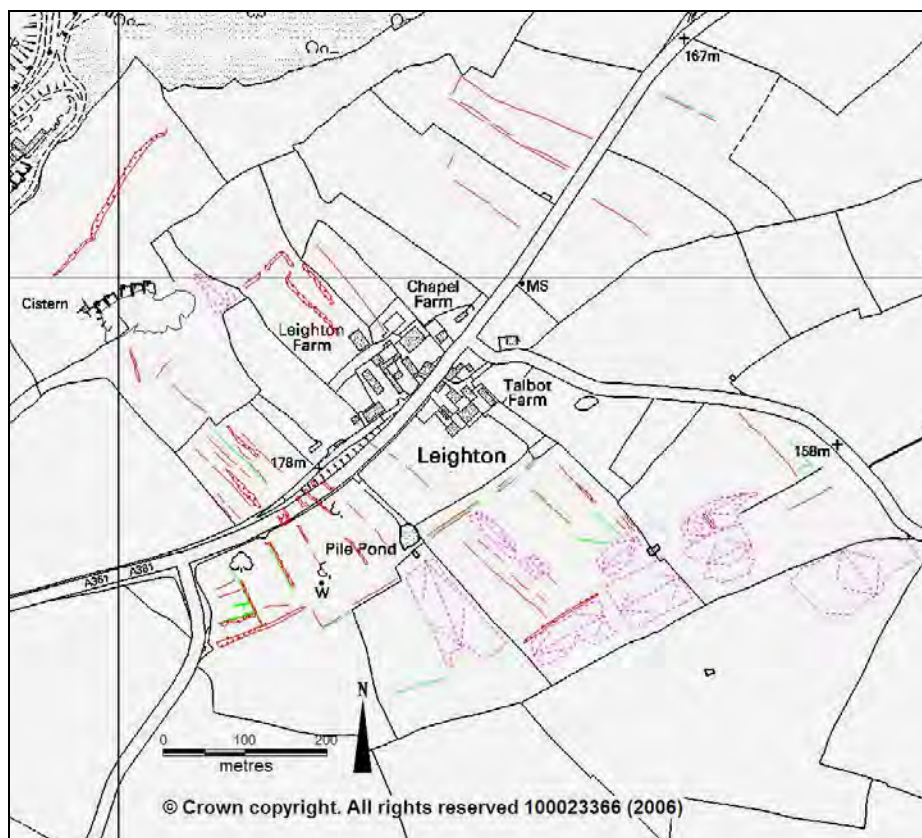 167m
MS
Cistern
Chapel
Farm
Leighton
Farm
Talbot
Farm
Leighton
178m
158m
Pile Pond
W
A361
A361
N
0 100 200
metres
© Crown copyright. All rights reserved 100023366 (2006)